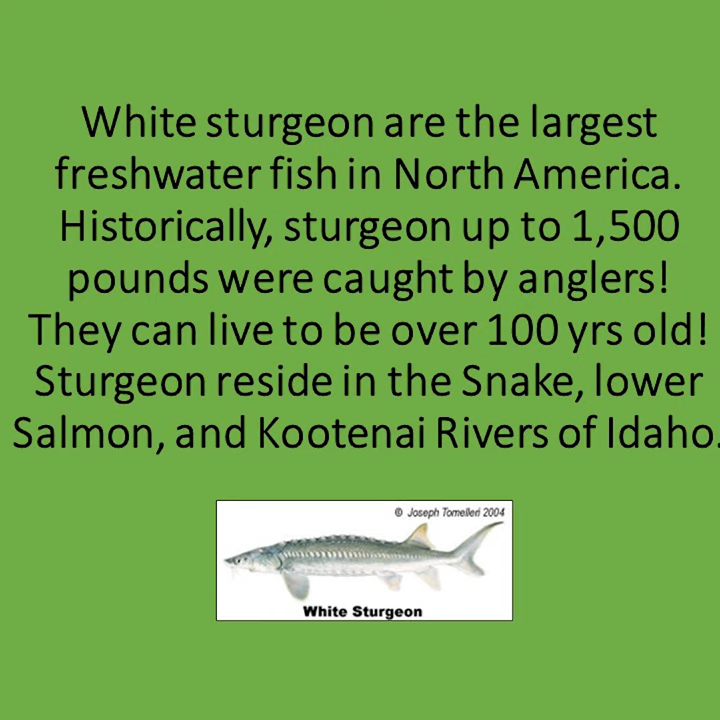 White sturgeon are the largest
freshwater fish in North America.
Historically, sturgeon up to 1,500
pounds were caught by anglers!
They can live to be over 100 yrs old!
Sturgeon reside in the Snake, lower
Salmon, and Kootenai Rivers of Idaho.
© Joseph Tomelleri 2004
White Sturgeon